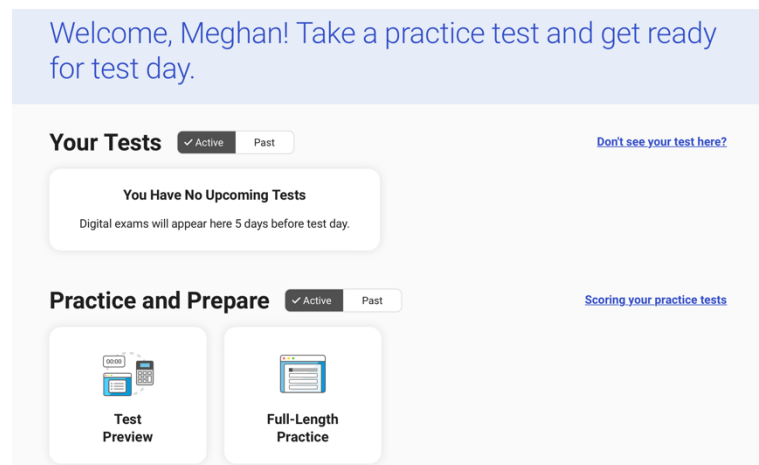 Welcome, Meghan! Take a practice test and get ready
for test day.
Your Tests
Active
Past
Don't see your test here?
You Have No Upcoming Tests
Digital exams will appear here 5 days before test day.
Practice and Prepare
Active
Past
Scoring your practice tests
00:00
Test
Preview
Full-Length
Practice